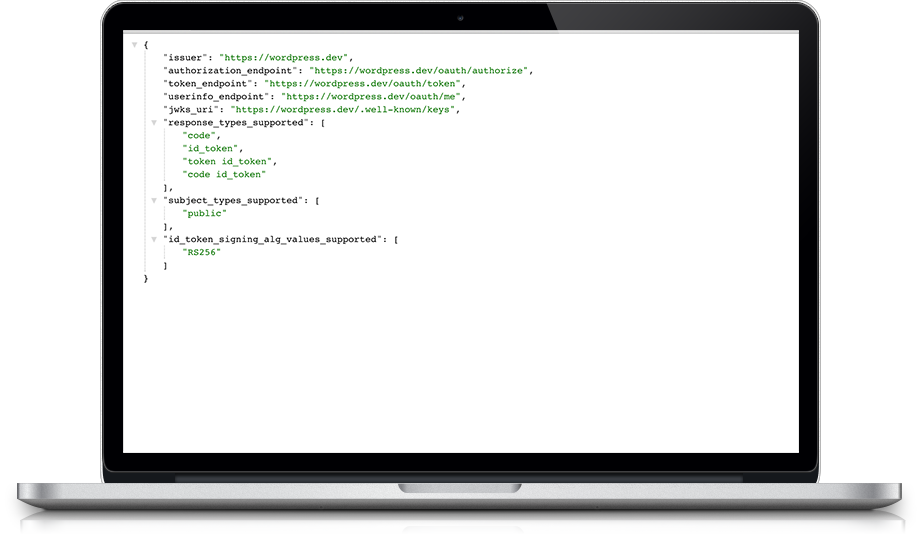 {
"issuer": "https://wordpress.dev",
"authorization_endpoint": "https://wordpress.dev/oauth/authorize",
"token_endpoint": "https://wordpress.dev/oauth/token",
"userinfo_endpoint": "https://wordpress.dev/oauth/me",
"jwks_uri": "https://wordpress.dev/.well-known/keys",
"response_types_supported": [
"code",
"id_token",
"token id_token",
"code id_token"
],
"subject_types_supported": [
"public"
],
"id_token_signing_alg_values_supported": [
"RS256"
]
}